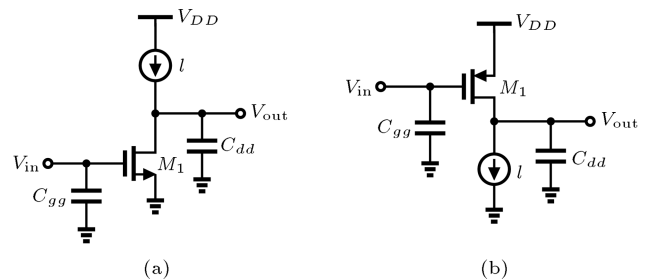 V_DD
l
V_out
C_dd
V_in
M_1
C_gg
(a)
V_DD
V_in
M_1
C_gg
V_out
l
C_dd
(b)